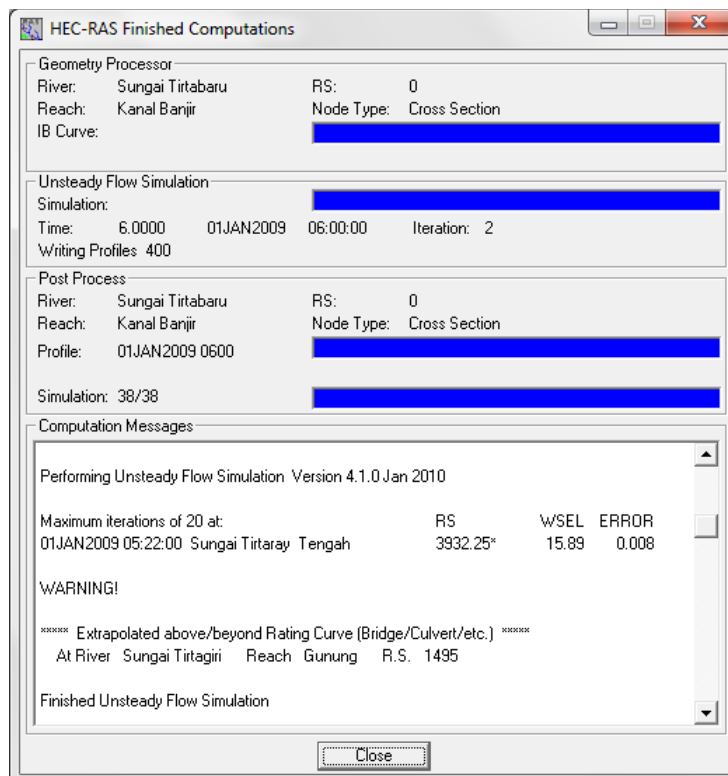 HEC-RAS Finished Computations
Geometry Processor
River: Sungai Tirtabaru RS: 0
Reach: Kanal Banjir Node Type: Cross Section
IB Curve:
Unsteady Flow Simulation
Simulation:
Time: 6.0000 01JAN2009 06:00:00 Iteration: 2
Writing Profiles 400
Post Process
River: Sungai Tirtabaru RS: 0
Reach: Kanal Banjir Node Type: Cross Section
Profile: 01JAN2009 0600
Simulation: 38/38
Computation Messages
Performing Unsteady Flow Simulation Version 4.1.0 Jan 2010
Maximum iterations of 20 at: RS WSEL ERROR
01JAN2009 05:22:00 Sungai Tirtaray Tengah 3932.25* 15.89 0.008
WARNING!
***** Extrapolated above/beyond Rating Curve (Bridge/Culvert/etc.) *****
At River Sungai Tirtagiri Reach Gunung R.S. 1495
Finished Unsteady Flow Simulation
Close